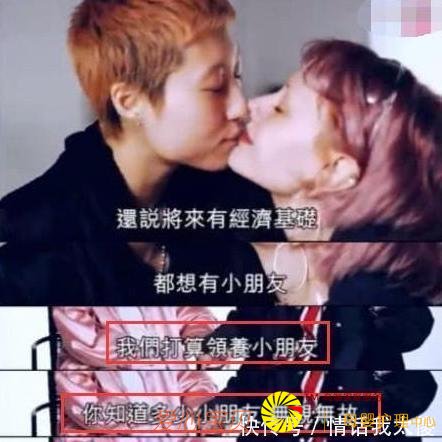 還説將來有經濟基礎
都想有小朋友
我們打算領養小朋友
你知道多少小朋友無親無故
快传号/情话我